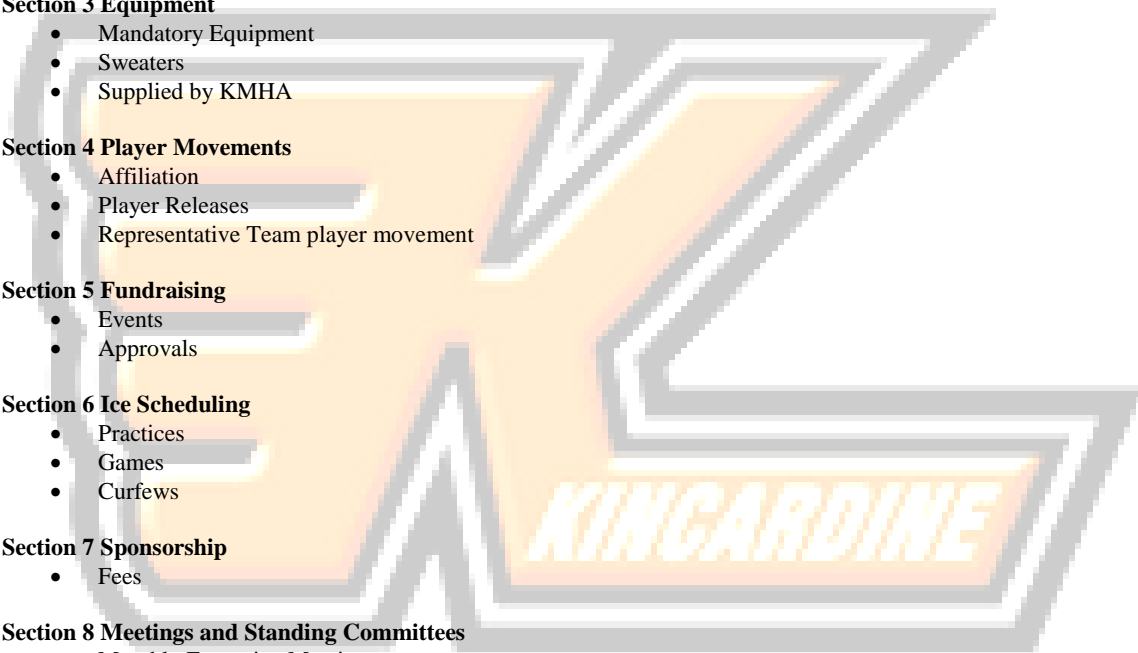 Section 3 Equipment
• Mandatory Equipment
• Sweaters
• Supplied by KMHA
Section 4 Player Movements
• Affiliation
• Player Releases
• Representative Team player movement
Section 5 Fundraising
• Events
• Approvals
Section 6 Ice Scheduling
• Practices
• Games
• Curfews
KINCARDINE
Section 7 Sponsorship
• Fees
Section 8 Meetings and Standing Committees